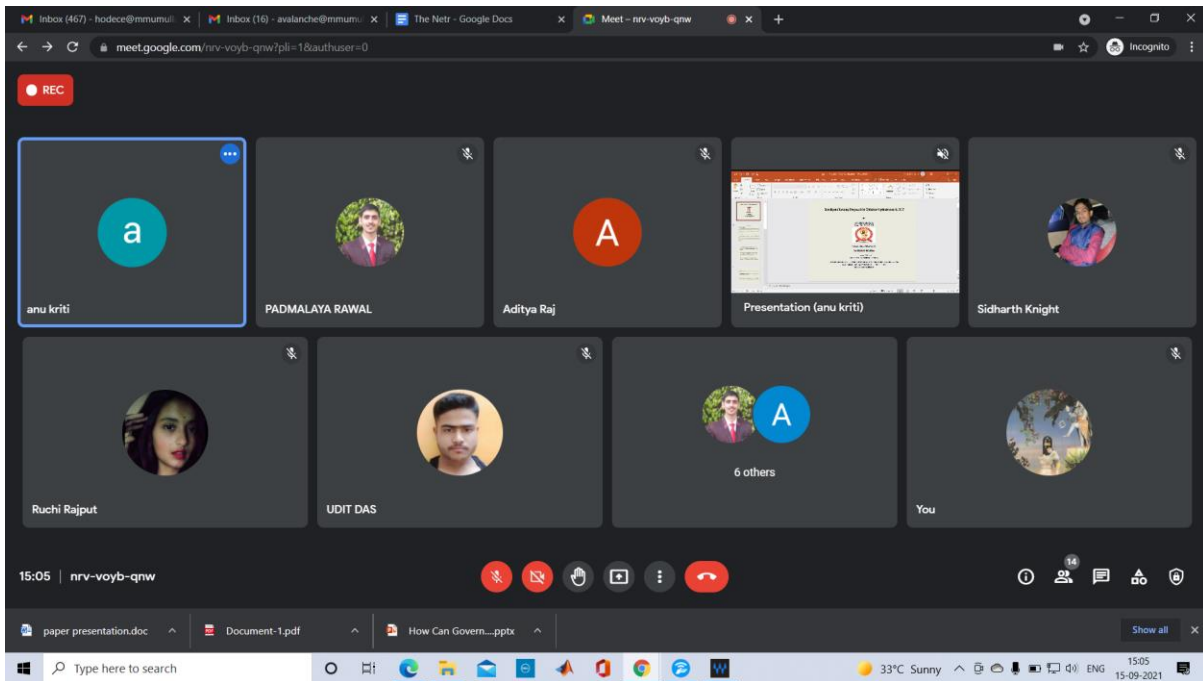 Inbox (467) - hodece@mmumull
Inbox (16) - avalanche@mmumu
The Netr - Google Docs
Meet – nrv-voyb-qnw
meet.google.com/nrv-voyb-qnw?pli=1&authuser=0
Incognito
REC
a
A
anu kriti
PADMALAYA RAWAL
Aditya Raj
Presentation (anu kriti)
Sidharth Knight
A
6 others
Ruchi Rajput
UDIT DAS
You
15:05 | nrv-voyb-qnw
14
paper presentation.doc
Document-1.pdf
How Can Govern....pptx
Show all
Type here to search
33°C Sunny
ENG
15:05
15-09-2021